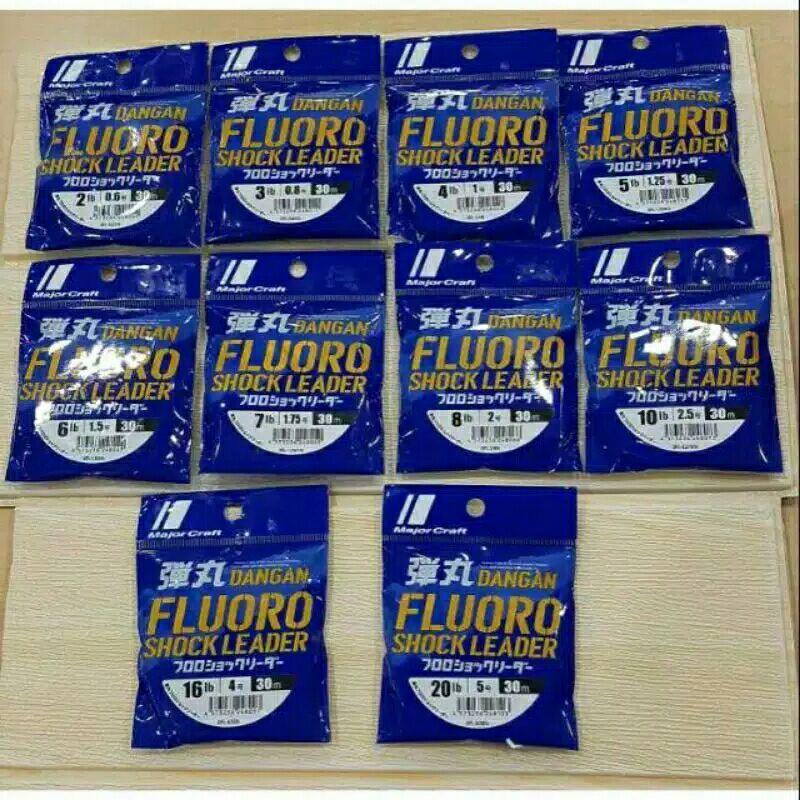 Major Craft
弾丸 DANGAN
FLUORO
SHOCK LEADER
フロロショックリーダー
2 lb 0.6号 30m
Major Craft
弾丸 DANGAN
FLUORO
SHOCK LEADER
フロロショックリーダー
3 lb 0.8号 30m
Major Craft
弾丸 DANGAN
FLUORO
SHOCK LEADER
フロロショックリーダー
4 lb 1号 30m
Major Craft
弾丸 DANGAN
FLUORO
SHOCK LEADER
フロロショックリーダー
5 lb 1.25号 30m
Major Craft
弾丸 DANGAN
FLUORO
SHOCK LEADER
フロロショックリーダー
6 lb 1.5号 30m
Major Craft
弾丸 DANGAN
FLUORO
SHOCK LEADER
フロロショックリーダー
7 lb 1.75号 30m
Major Craft
弾丸 DANGAN
FLUORO
SHOCK LEADER
フロロショックリーダー
8 lb 2号 30m
Major Craft
弾丸 DANGAN
FLUORO
SHOCK LEADER
フロロショックリーダー
10 lb 2.5号 30m
Major Craft
弾丸 DANGAN
FLUORO
SHOCK LEADER
フロロショックリーダー
16 lb 4号 30m
Major Craft
弾丸 DANGAN
FLUORO
SHOCK LEADER
フロロショックリーダー
20 lb 5号 30m